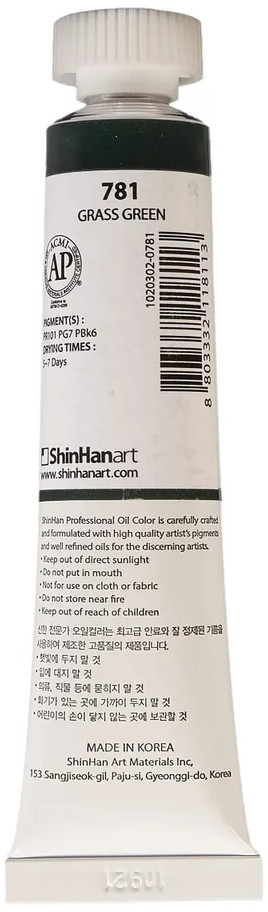 781
GRASS GREEN
ACMI
AP
PIGMENT(S) :
PR101 PG7 PBk6
DRYING TIMES :
5-7 Days
1020302-0781
8 803332 118113
ShinHanart
www.shinhanart.com
ShinHan Professional Oil Color is carefully crafted
and formulated with high quality artist's pigments
and well refined oils for the discerning artists.
• Keep out of direct sunlight
• Do not put in mouth
• Not for use on cloth or fabric
• Do not store near fire
• Keep out of reach of children
신한 전문가 오일컬러는 최고급 안료와 잘 정제된 기름을
사용하여 제조한 고품질의 제품입니다.
• 햇빛에 두지 말 것
• 입에 대지 말 것
• 의류, 직물 등에 묻히지 말 것
• 화기가 있는 곳에 가까이 두지 말 것
• 어린이의 손이 닿지 않는 곳에 보관할 것
MADE IN KOREA
ShinHan Art Materials Inc,
153 Sangjiseok-gil, Paju-si, Gyeonggi-do, Korea